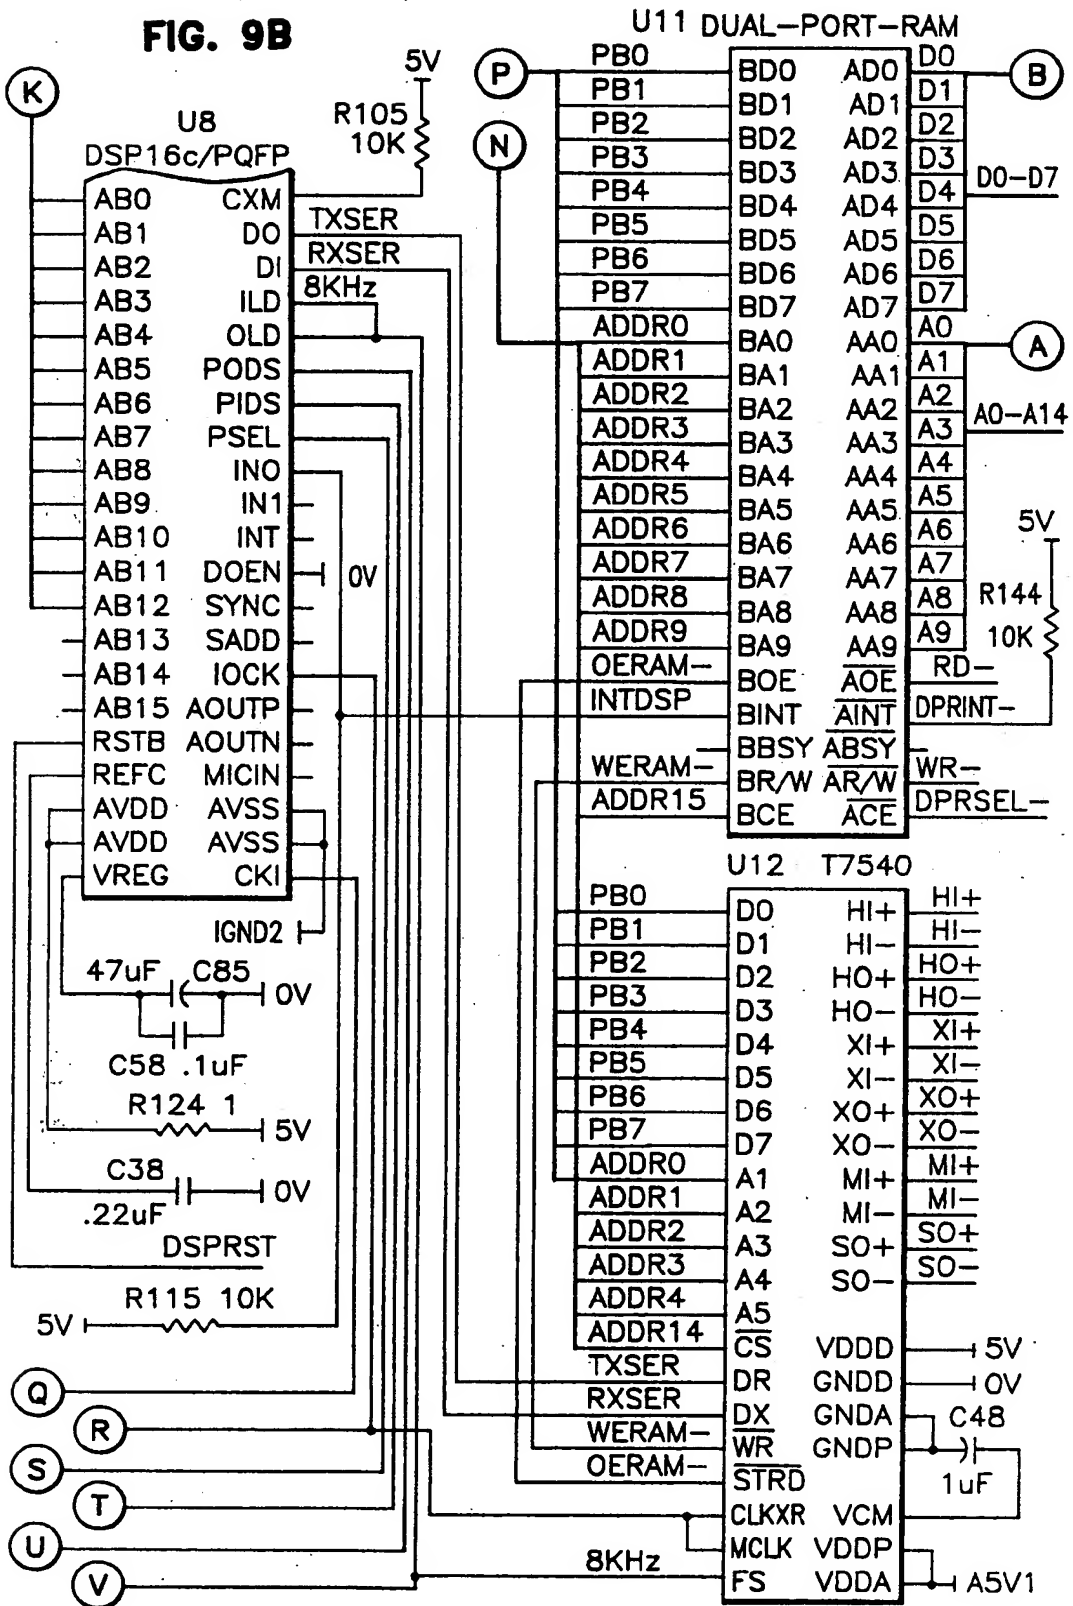 FIG. 9B
K
U8
DSP16c/PQFP
AB0 CXM
AB1 DO
AB2 DI
AB3 ILD
AB4 OLD
AB5 PODS
AB6 PIDS
AB7 PSEL
AB8 IN0
AB9 IN1
AB10 INT
AB11 DOEN
AB12 SYNC
AB13 SADD
AB14 IOCK
AB15 AOUTP
RSTB AOUTN
REFC MICIN
AVDD AVSS
AVDD AVSS
VREG CKI
5V
R105
10K
TXSER
RXSER
8KHz
0V
IGND2
47uF C85
0V
C58 .1uF
R124 1
5V
C38
0V
.22uF
DSPRST
R115 10K
5V
Q
R
S
T
U
V
U11 DUAL-PORT-RAM
P
N
B
A
PB0 BD0 AD0 D0
PB1 BD1 AD1 D1
PB2 BD2 AD2 D2
PB3 BD3 AD3 D3
PB4 BD4 AD4 D4
PB5 BD5 AD5 D5
PB6 BD6 AD6 D6
PB7 BD7 AD7 D7
D0-D7
ADDR0 BA0 AA0 A0
ADDR1 BA1 AA1 A1
ADDR2 BA2 AA2 A2
ADDR3 BA3 AA3 A3
ADDR4 BA4 AA4 A4
ADDR5 BA5 AA5 A5
ADDR6 BA6 AA6 A6
ADDR7 BA7 AA7 A7
ADDR8 BA8 AA8 A8
ADDR9 BA9 AA9 A9
A0-A14
5V
R144
10K
OERAM- BOE AOE RD-
INTDSP BINT AINT DPRINT-
BBSY ABSY
WERAM- BR/W AR/W WR-
ADDR15 BCE ACE DPRSEL-
U12 T7540
PB0 D0 HI+ HI+
PB1 D1 HI- HI-
PB2 D2 HO+ HO+
PB3 D3 HO- HO-
PB4 D4 XI+ XI+
PB5 D5 XI- XI-
PB6 D6 XO+ XO+
PB7 D7 XO- XO-
ADDR0 A1 MI+ MI+
ADDR1 A2 MI- MI-
ADDR2 A3 SO+ SO+
ADDR3 A4 SO- SO-
ADDR4 A5
ADDR14 CS VDDD 5V
TXSER DR GNDD 0V
RXSER DX GNDA C48
WERAM- WR GNDP
OERAM- STRD 1uF
CLKXR VCM
MCLK VDDP
8KHz FS VDDA A5V1